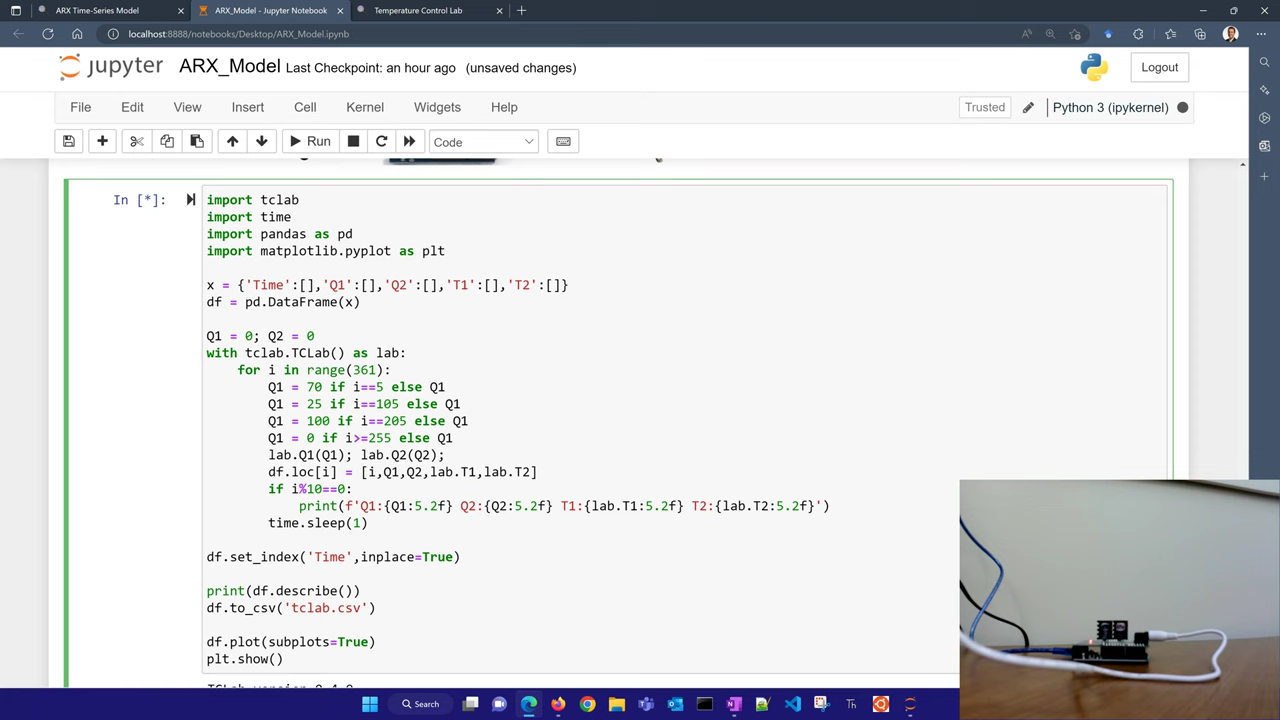 ARX Time-Series Model
ARX_Model - Jupyter Notebook
Temperature Control Lab
localhost:8888/notebooks/Desktop/ARX_Model.ipynb
jupyter ARX_Model Last Checkpoint: an hour ago (unsaved changes)
Logout
File Edit View Insert Cell Kernel Widgets Help
Trusted
Python 3 (ipykernel)
Run
Code
In [*]:
import tclab
import time
import pandas as pd
import matplotlib.pyplot as plt
x = {'Time':[],'Q1':[],'Q2':[],'T1':[],'T2':[]}
df = pd.DataFrame(x)
Q1 = 0; Q2 = 0
with tclab.TCLab() as lab:
for i in range(361):
Q1 = 70 if i==5 else Q1
Q1 = 25 if i==105 else Q1
Q1 = 100 if i==205 else Q1
Q1 = 0 if i>=255 else Q1
lab.Q1(Q1); lab.Q2(Q2);
df.loc[i] = [i,Q1,Q2,lab.T1,lab.T2]
if i%10==0:
print(f'Q1:{Q1:5.2f} Q2:{Q2:5.2f} T1:{lab.T1:5.2f} T2:{lab.T2:5.2f}')
time.sleep(1)
df.set_index('Time',inplace=True)
print(df.describe())
df.to_csv('tclab.csv')
df.plot(subplots=True)
plt.show()
Search
Th